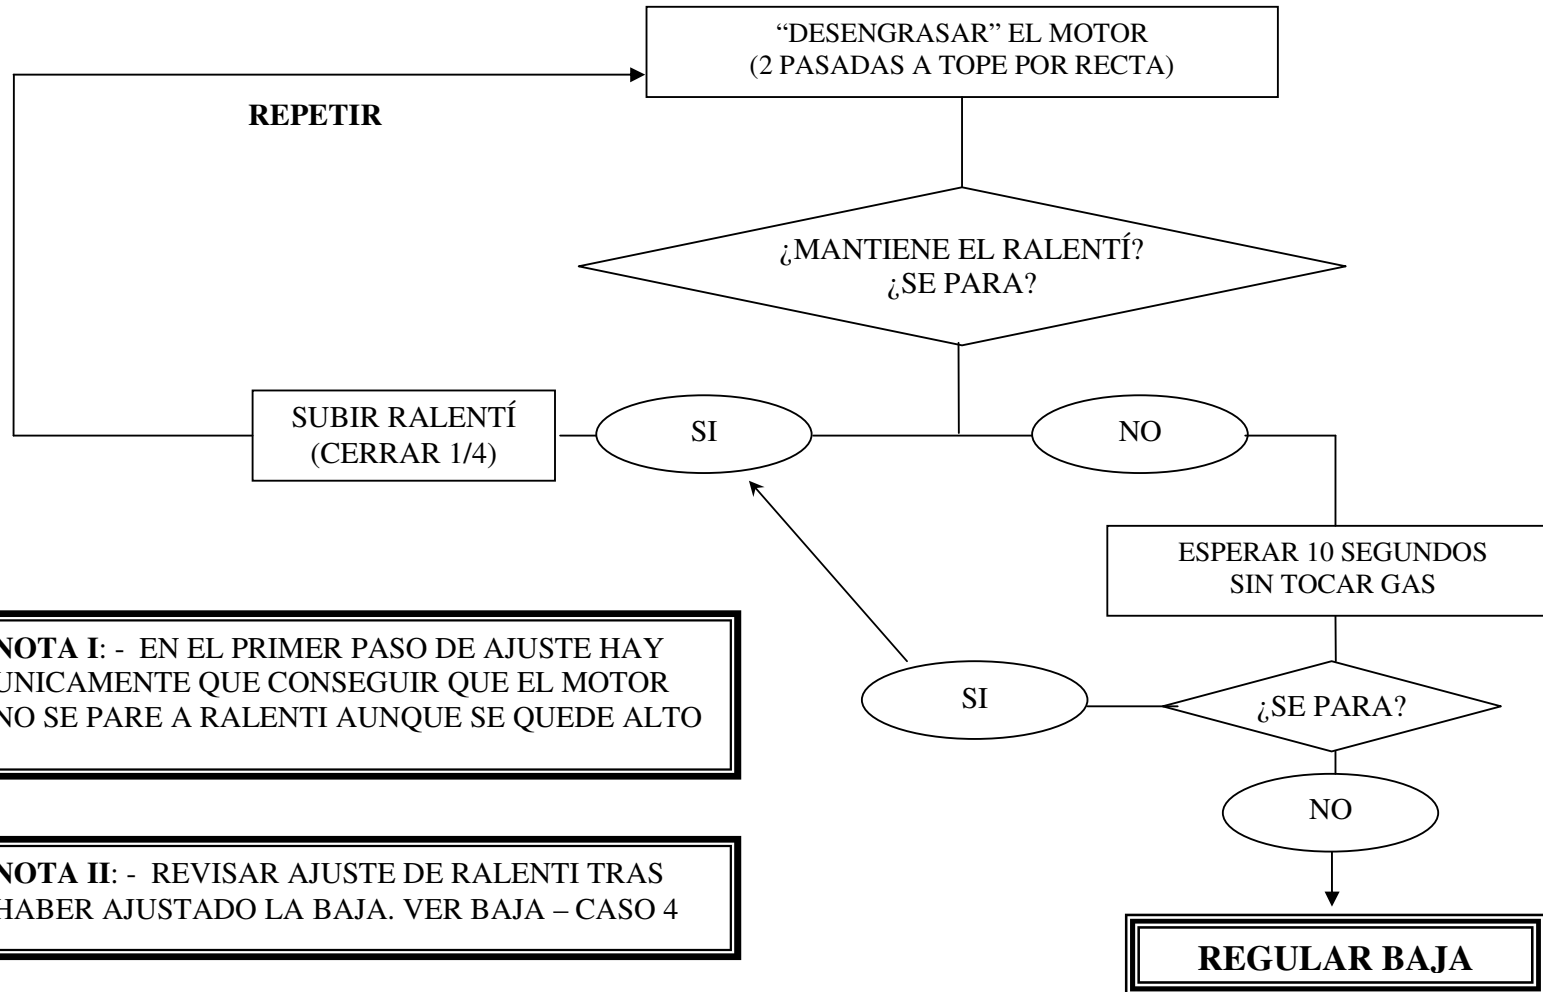 “DESENGRASAR” EL MOTOR
(2 PASADAS A TOPE POR RECTA)
REPETIR
¿MANTIENE EL RALENTÍ?
¿SE PARA?
SUBIR RALENTÍ
(CERRAR 1/4)
SI
NO
ESPERAR 10 SEGUNDOS
SIN TOCAR GAS
NOTA I: - EN EL PRIMER PASO DE AJUSTE HAY
UNICAMENTE QUE CONSEGUIR QUE EL MOTOR
NO SE PARE A RALENTI AUNQUE SE QUEDE ALTO
SI
¿SE PARA?
NO
NOTA II: - REVISAR AJUSTE DE RALENTI TRAS
HABER AJUSTADO LA BAJA. VER BAJA – CASO 4
REGULAR BAJA